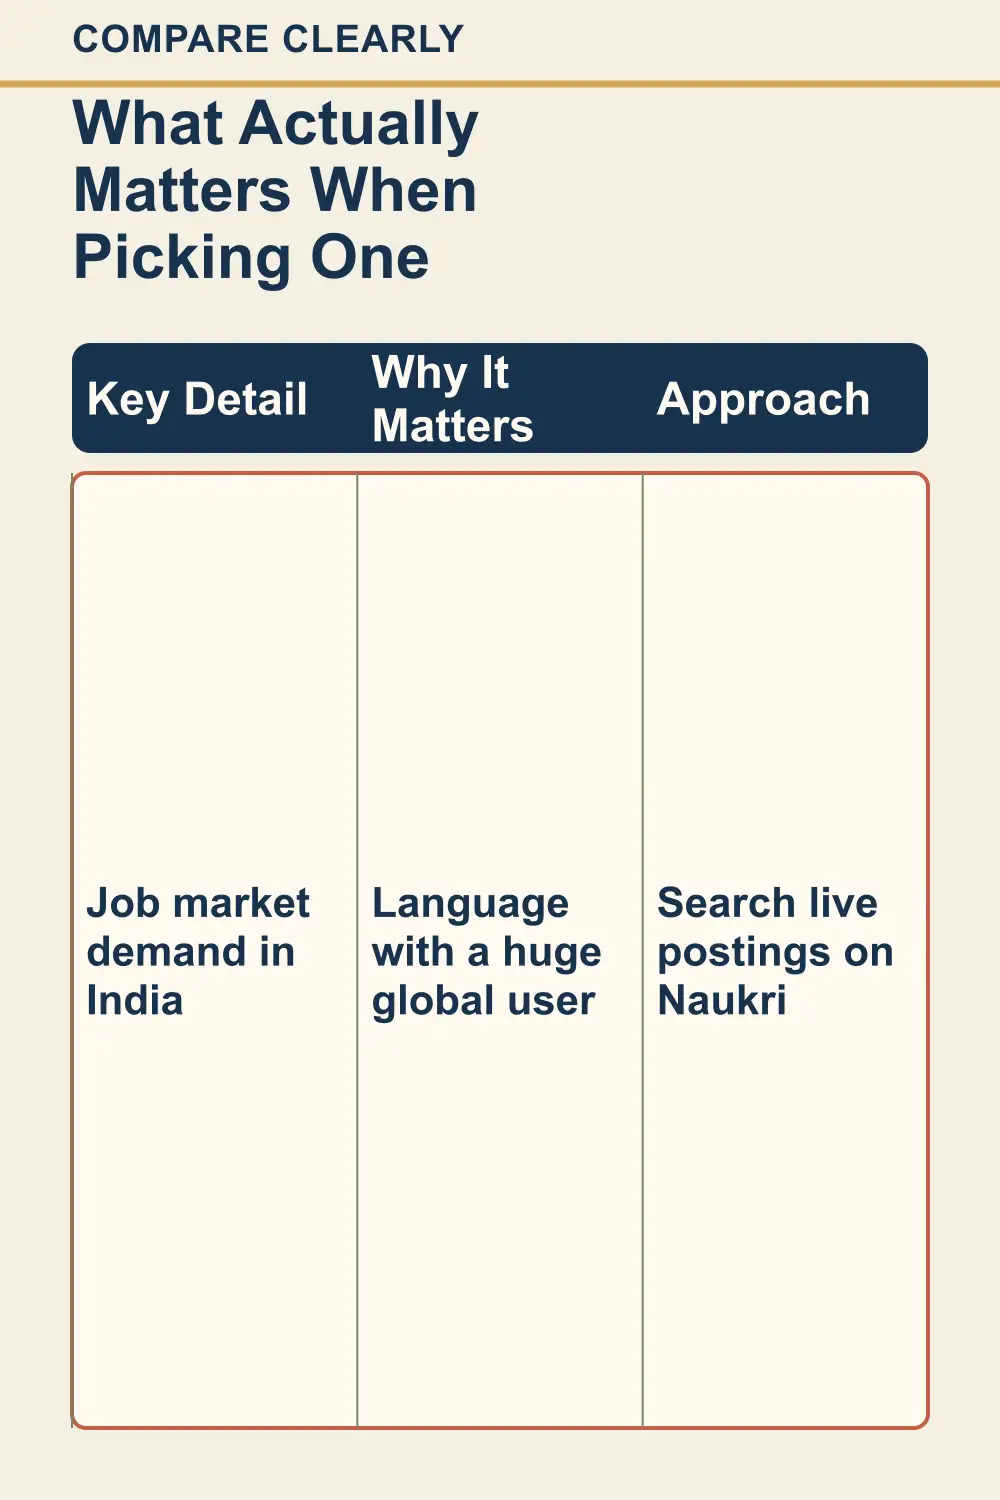 COMPARE CLEARLY
What Actually
Matters When
Picking One
Key Detail
Why It
Matters
Approach
Job market
demand in
India
Language
with a huge
global user
Search live
postings on
Naukri